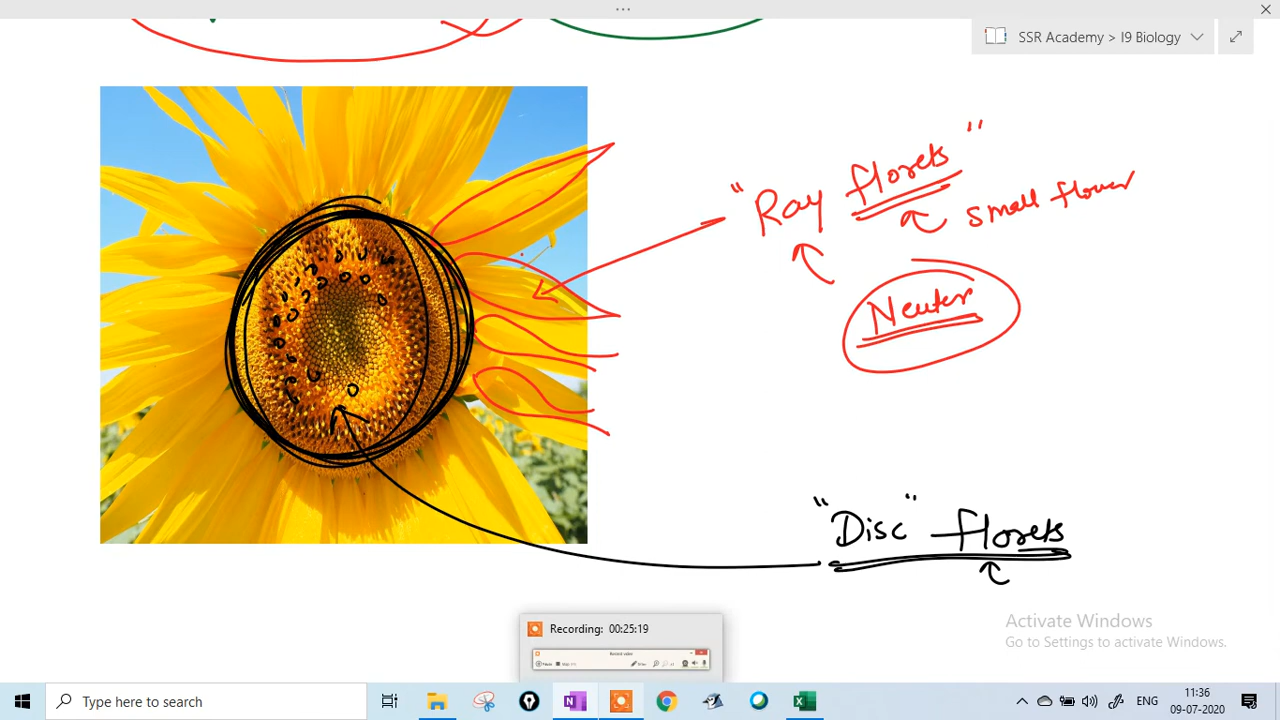 SSR Academy > I9 Biology
"Ray florets"
small flower
Neuter
"Disc" florets
Activate Windows
Go to Settings to activate Windows.
Recording: 00:25:19
Type here to search
ENG
11:36
09-07-2020